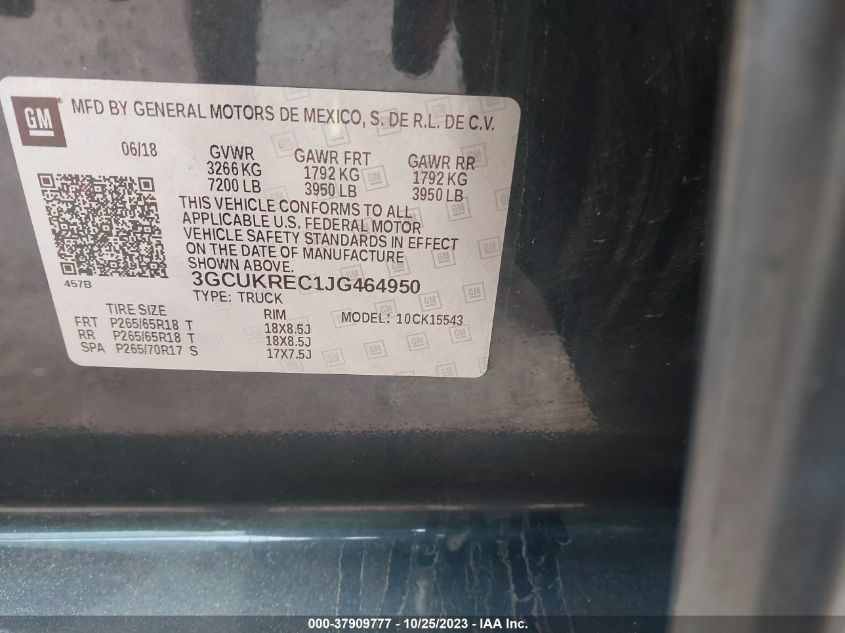 GM ® MFD BY GENERAL MOTORS DE MEXICO, S. DE R.L. DE C.V.
06/18 GVWR GAWR FRT GAWR RR
3266 KG 1792 KG 1792 KG
7200 LB 3950 LB 3950 LB
THIS VEHICLE CONFORMS TO ALL
APPLICABLE U.S. FEDERAL MOTOR
VEHICLE SAFETY STANDARDS IN EFFECT
ON THE DATE OF MANUFACTURE
SHOWN ABOVE.
457B 3GCUKREC1JG464950
TYPE: TRUCK
TIRE SIZE RIM MODEL: 10CK15543
FRT P265/65R18 T 18X8.5J
RR P265/65R18 T 18X8.5J
SPA P265/70R17 S 17X7.5J
000-37909777 - 10/25/2023 - IAA Inc.